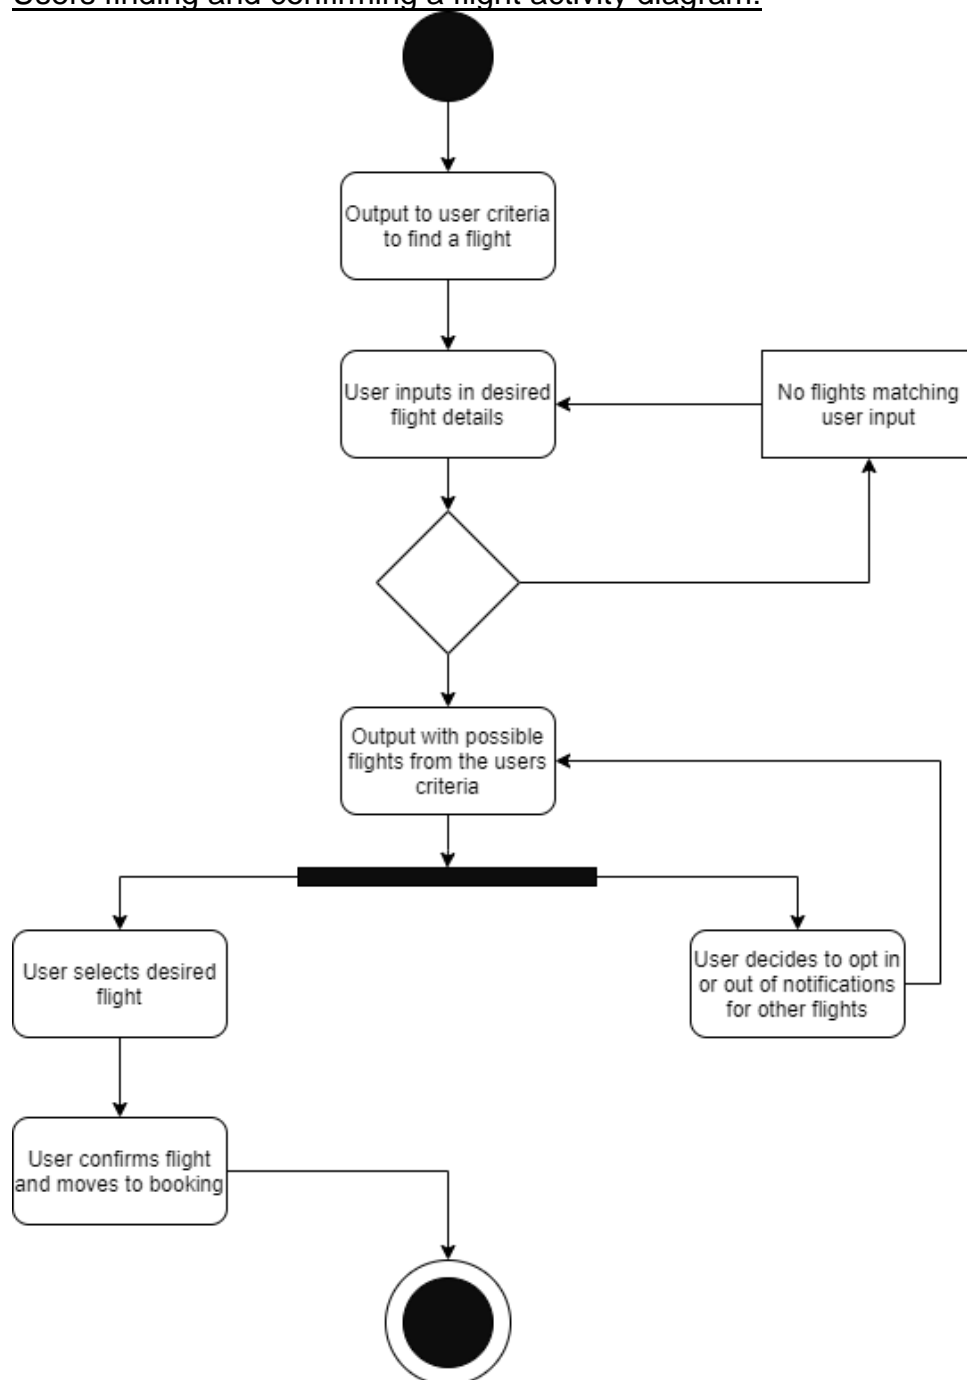 Users finding and confirming a flight activity diagram:
Output to user criteria
to find a flight
User inputs in desired
flight details
No flights matching
user input
Output with possible
flights from the users
criteria
User selects desired
flight
User decides to opt in
or out of notifications
for other flights
User confirms flight
and moves to booking